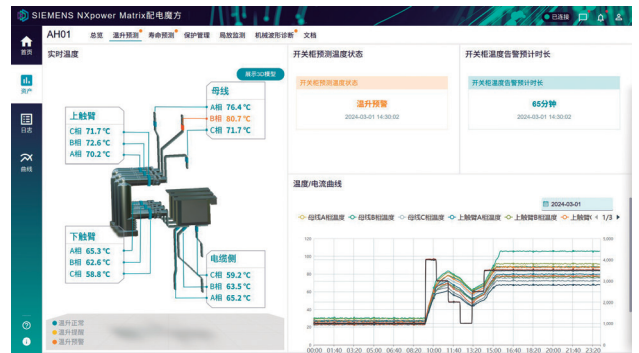 SIEMENS NXpower Matrix配电魔方
已连接
首页
资产
日志
曲线
AH01
总览
温升预测
寿命预测
保护管理
局放监测
机械波形诊断
文档
实时温度
展示3D模型
母线
A相 76.4℃
B相 80.7℃
C相 71.7℃
上触臂
C相 71.7℃
B相 72.6℃
A相 70.2℃
下触臂
A相 65.3℃
B相 62.6℃
C相 58.8℃
电缆侧
C相 59.2℃
B相 63.5℃
A相 65.2℃
温升正常
温升提醒
温升预警
开关柜预测温度状态
开关柜预测温度状态
温升预警
2024-03-01 14:30:02
开关柜温度告警预计时长
开关柜温度告警预计时长
65分钟
2024-03-01 14:30:02
温度/电流曲线
2024-03-01
母线A相温度 母线B相温度 母线C相温度 上触臂A相温度 上触臂B相温度 上触臂( 1/3
120 100 80 60 40 20 0
5,000 4,000 3,000 2,000 1,000 0
00:00 01:40 03:20 05:00 06:40 08:20 10:00 11:40 13:20 15:00 16:40 18:20 20:00 21:40 23:20